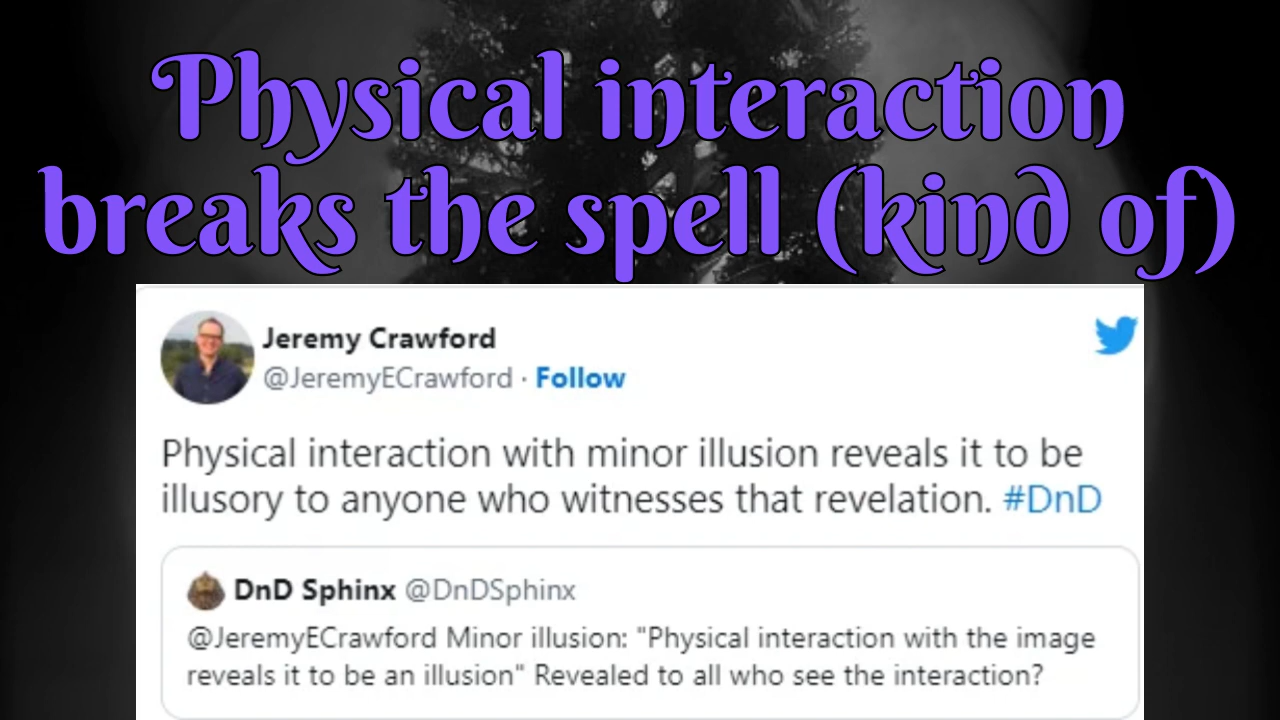 Physical interaction
breaks the spell (kind of)
Jeremy Crawford
@JeremyECrawford · Follow
Physical interaction with minor illusion reveals it to be
illusory to anyone who witnesses that revelation. #DnD
DnD Sphinx @DnDSphinx
@JeremyECrawford Minor illusion: "Physical interaction with the image
reveals it to be an illusion" Revealed to all who see the interaction?